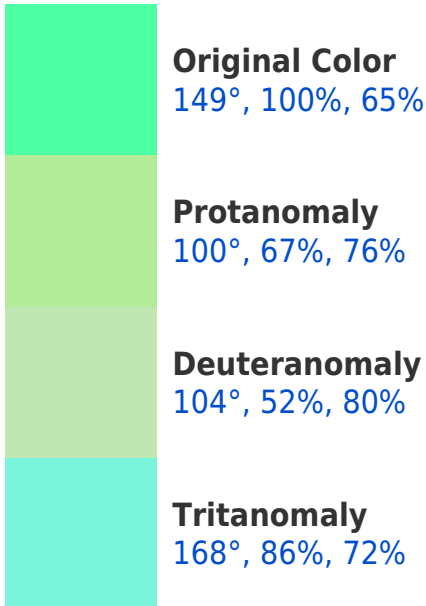 Original Color
149°, 100%, 65%
Protanomaly
100°, 67%, 76%
Deuteranomaly
104°, 52%, 80%
Tritanomaly
168°, 86%, 72%